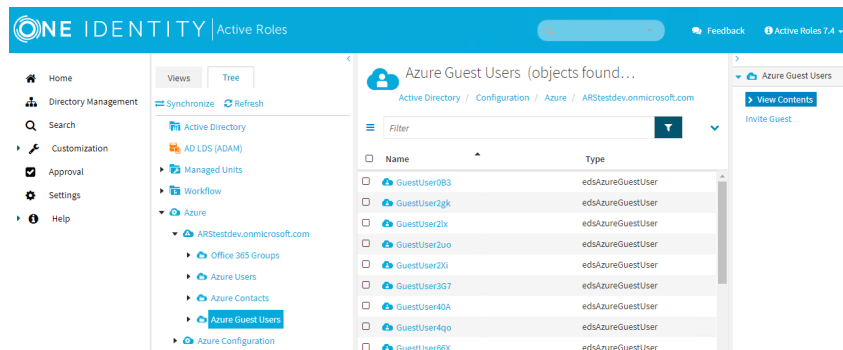 ONE IDENTITY Active Roles
Feedback
Active Roles 7.4
Home
Directory Management
Search
Customization
Approval
Settings
Help
Views
Tree
Synchronize
Refresh
Active Directory
AD LDS (ADAM)
Managed Units
Workflow
Azure
ARStestdev.onmicrosoft.com
Office 365 Groups
Azure Users
Azure Contacts
Azure Guest Users
Azure Configuration
Azure Guest Users (objects found...
Active Directory / Configuration / Azure / ARStestdev.onmicrosoft.com
Filter
Name Type
GuestUser0B3 edsAzureGuestUser
GuestUser2gk edsAzureGuestUser
GuestUser2lx edsAzureGuestUser
GuestUser2uo edsAzureGuestUser
GuestUser2Xi edsAzureGuestUser
GuestUser3G7 edsAzureGuestUser
GuestUser40A edsAzureGuestUser
GuestUser4qo edsAzureGuestUser
GuestUser66X edsAzureGuestUser
Azure Guest Users
View Contents
Invite Guest